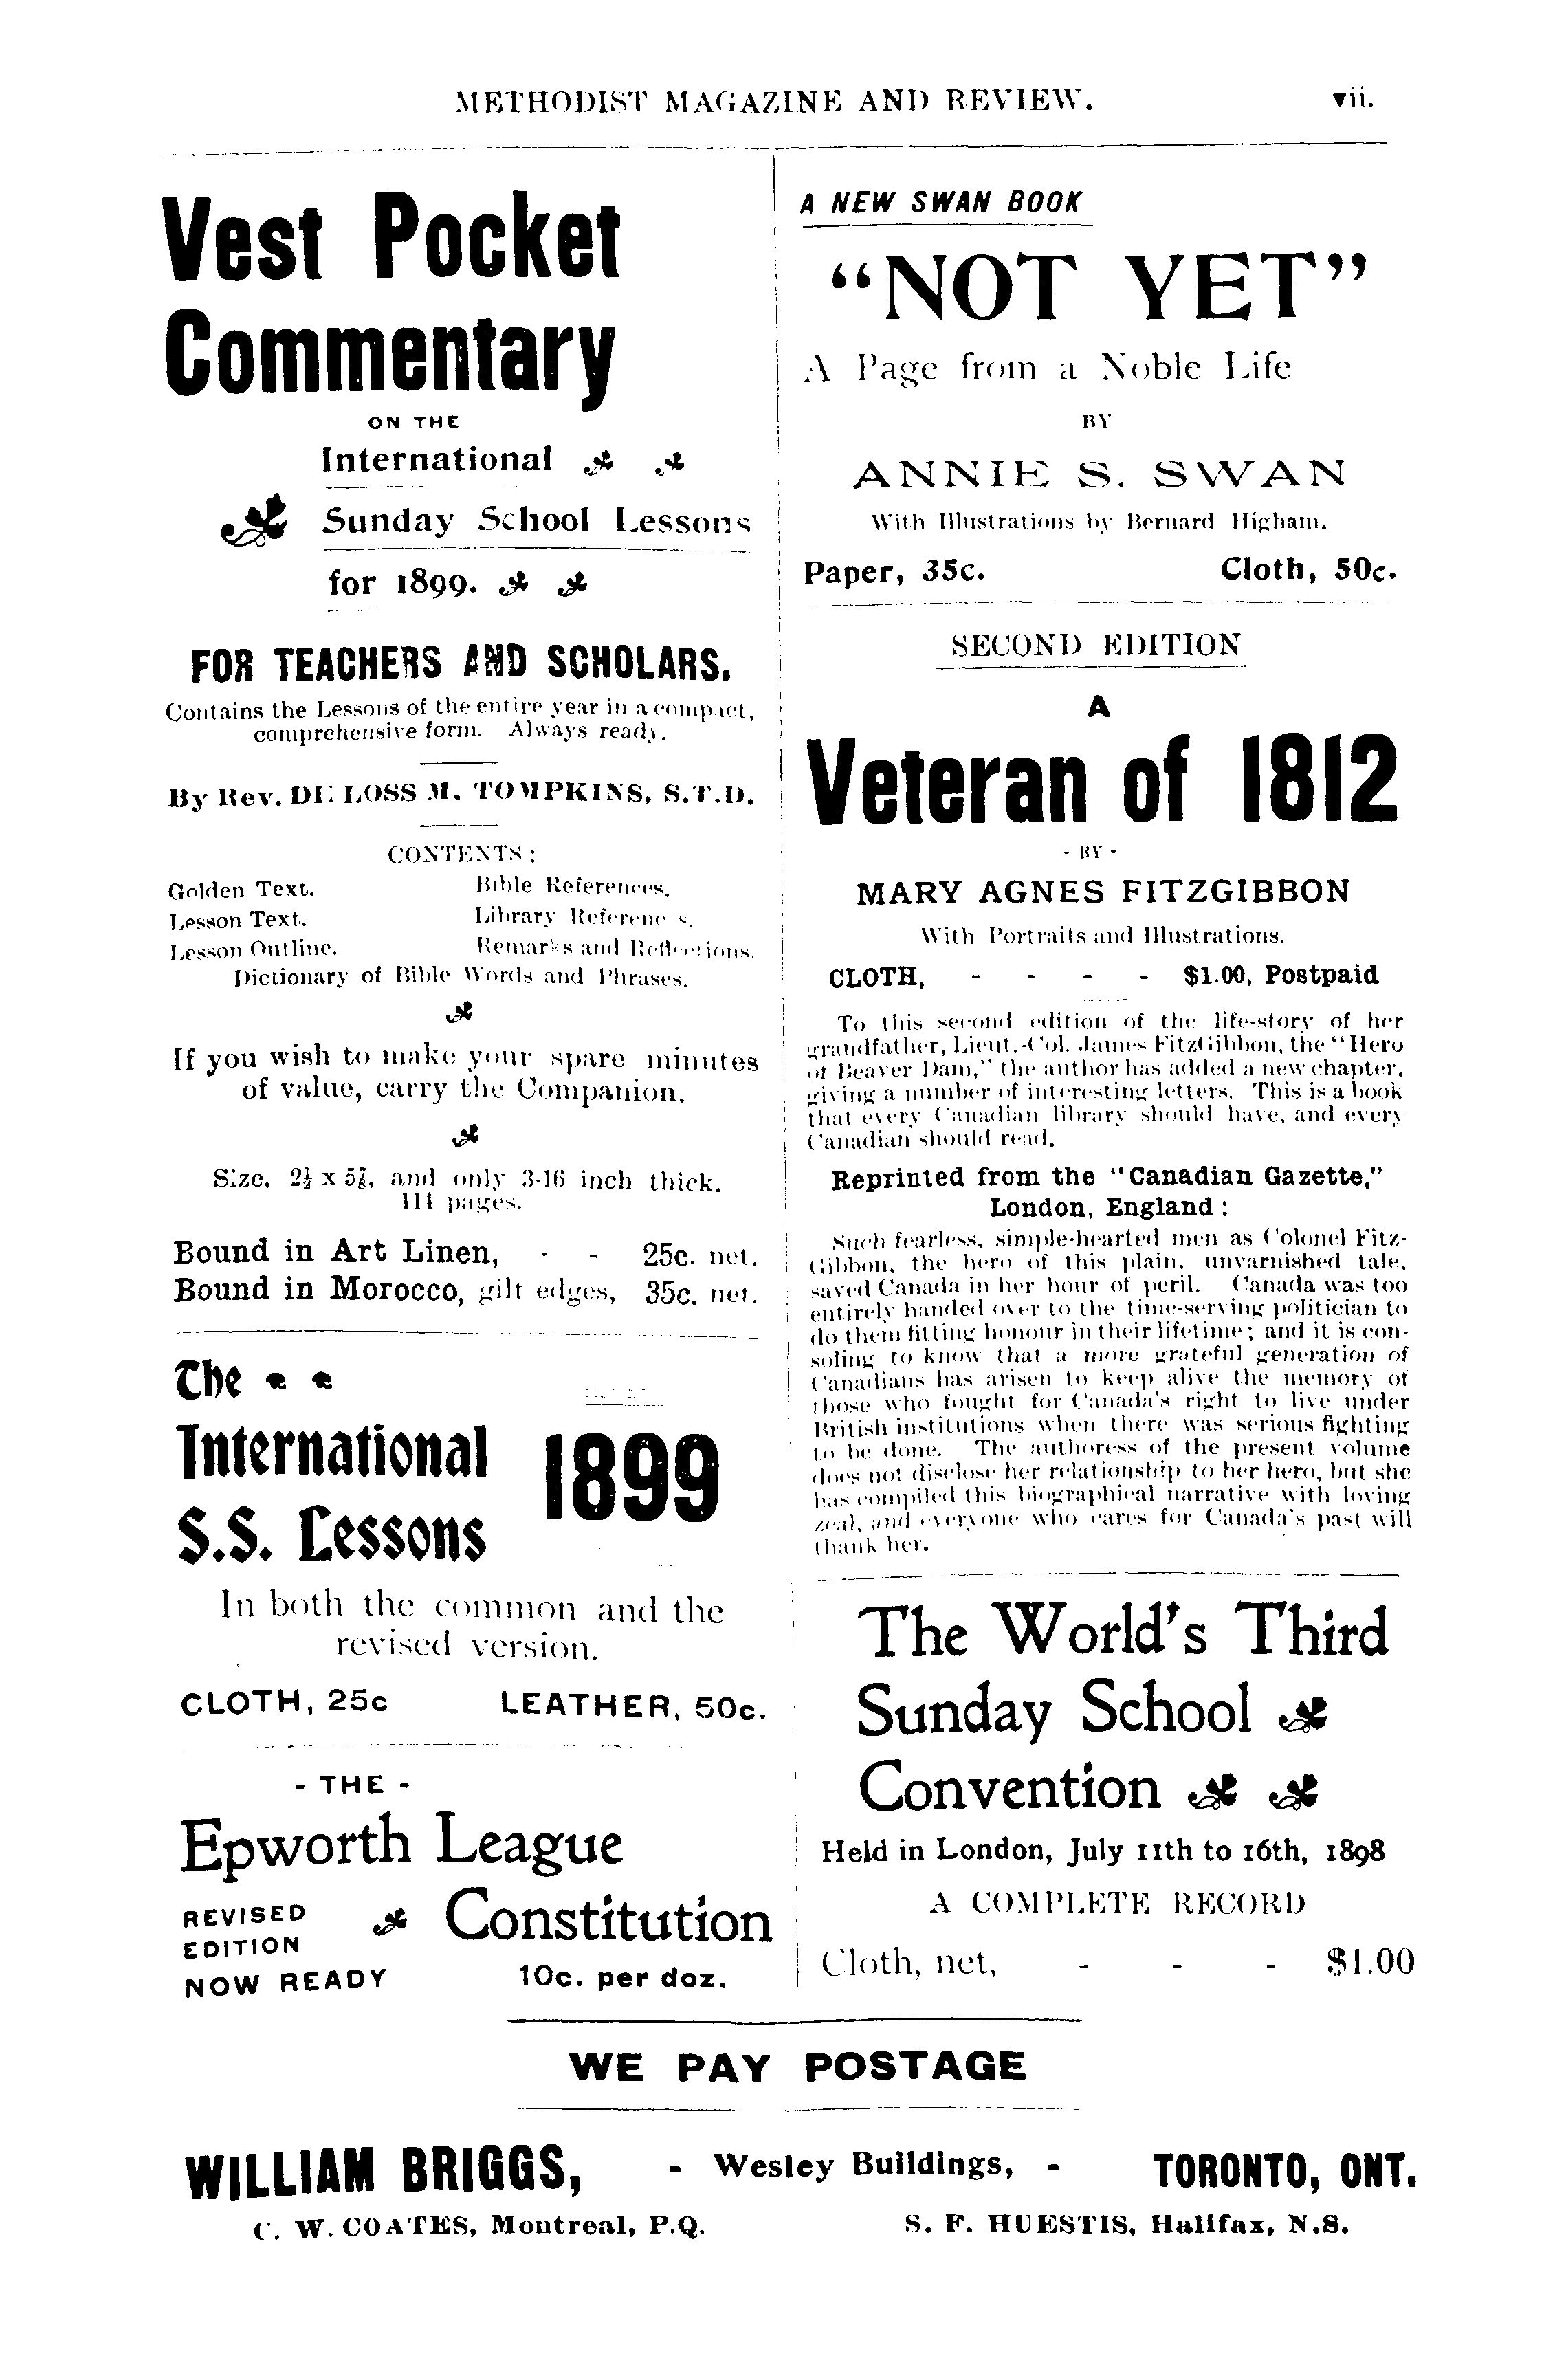 METHODIST MAGAZINE AND REVIEW. vii.
Vest Pocket
Commentary
ON THE
International
Sunday School Lessons
for 1899.
FOR TEACHERS AND SCHOLARS.
Contains the Lessons of the entire year in a compact,
comprehensive form. Always ready.
By Rev. DE LOSS M. TOMPKINS, S.T.D.
CONTENTS:
Golden Text. Bible References.
Lesson Text. Library References.
Lesson Outline. Remarks and Reflections.
Dictionary of Bible Words and Phrases.
If you wish to make your spare minutes
of value, carry the Companion.
Size, 2½ x 5⅞, and only 3-16 inch thick.
114 pages.
Bound in Art Linen, - - 25c. net.
Bound in Morocco, gilt edges, 35c. net.
The
International
S.S. Lessons
1899
In both the common and the
revised version.
CLOTH, 25c LEATHER, 50c.
- THE -
Epworth League
Constitution
REVISED
EDITION
NOW READY 10c. per doz.
A NEW SWAN BOOK
“NOT YET”
A Page from a Noble Life
BY
ANNIE S. SWAN
With Illustrations by Bernard Higham.
Paper, 35c. Cloth, 50c.
SECOND EDITION
A
Veteran of 1812
- BY -
MARY AGNES FITZGIBBON
With Portraits and Illustrations.
CLOTH, - - - - $1.00, Postpaid
To this second edition of the life-story of her
grandfather, Lieut.-Col. James FitzGibbon, the “Hero
of Beaver Dam,” the author has added a new chapter,
giving a number of interesting letters. This is a book
that every Canadian library should have, and every
Canadian should read.
Reprinted from the “Canadian Gazette,”
London, England:
Such fearless, simple-hearted men as Colonel Fitz-
Gibbon, the hero of this plain, unvarnished tale,
saved Canada in her hour of peril. Canada was too
entirely handed over to the time-serving politician to
do them fitting honour in their lifetime; and it is con-
soling to know that a more grateful generation of
Canadians has arisen to keep alive the memory of
those who fought for Canada's right to live under
British institutions when there was serious fighting
to be done. The authoress of the present volume
does not disclose her relationship to her hero, but she
has compiled this biographical narrative with loving
zeal, and everyone who cares for Canada's past will
thank her.
The World's Third
Sunday School
Convention
Held in London, July 11th to 16th, 1898
A COMPLETE RECORD
Cloth, net, - - - $1.00
WE PAY POSTAGE
WILLIAM BRIGGS, - Wesley Buildings, - TORONTO, ONT.
C. W. COATES, Montreal, P.Q. S. F. HUESTIS, Halifax, N.S.